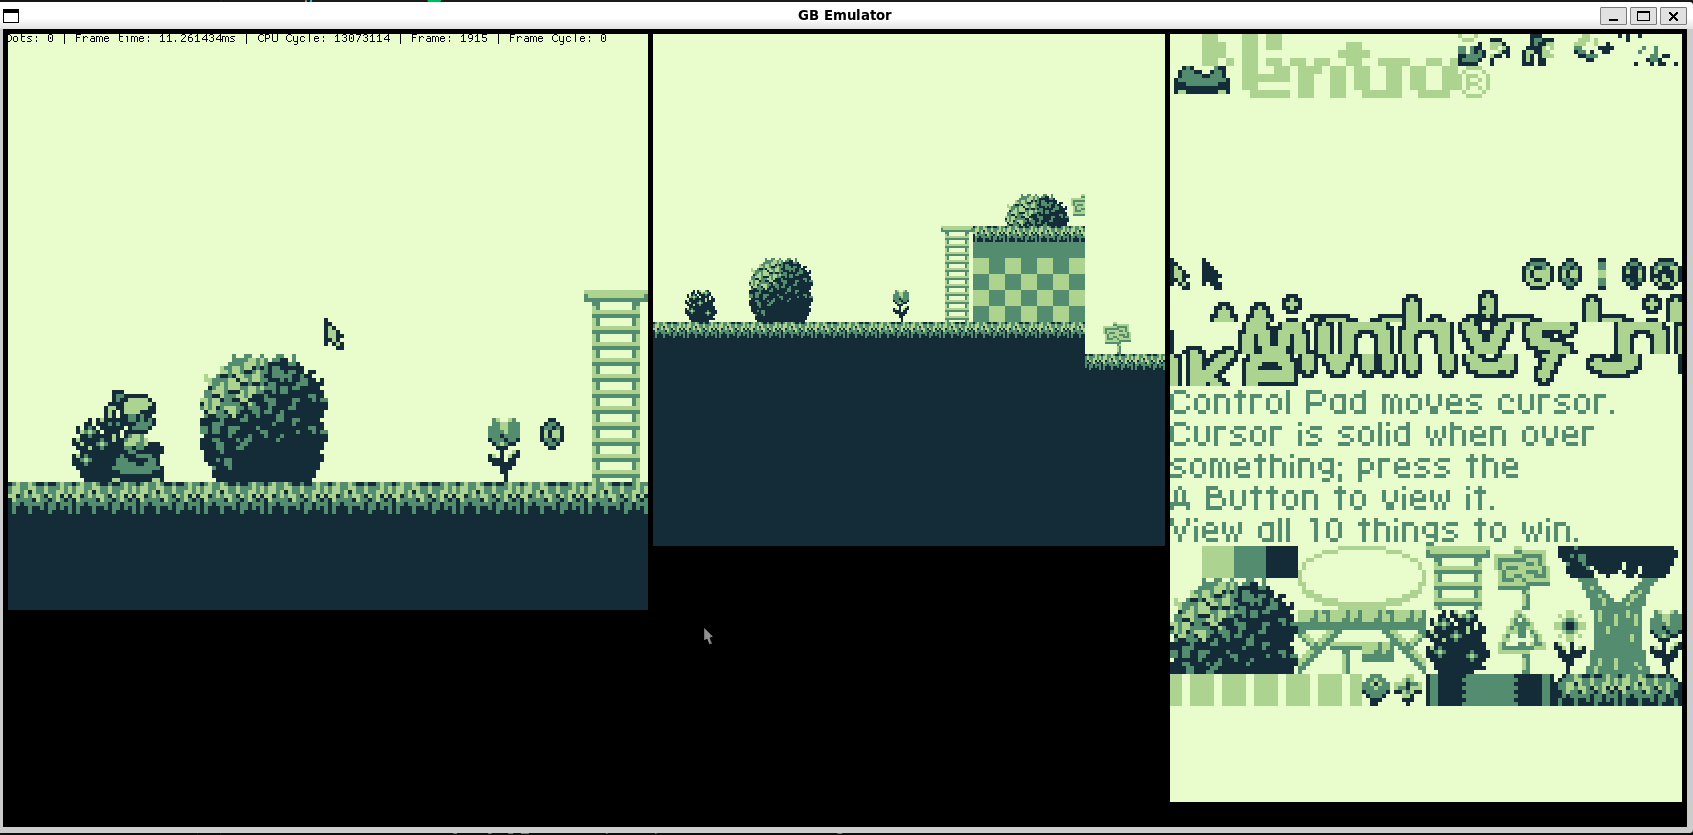 GB Emulator
Dots: 0 | Frame time: 11.261434ms | CPU Cycle: 13073114 | Frame: 1915 | Frame Cycle: 0
®
Control Pad moves cursor.
Cursor is solid when over
something; press the
A Button to view it.
View all 10 things to win.